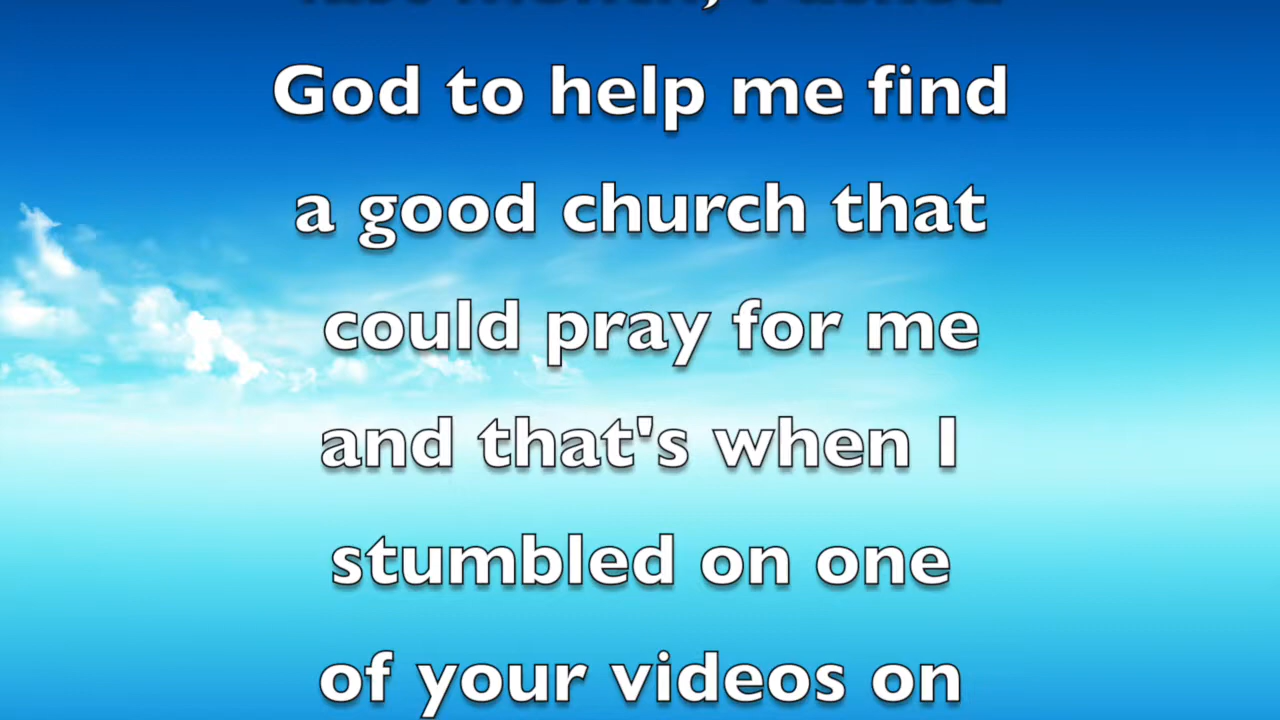 God to help me find
a good church that
could pray for me
and that's when I
stumbled on one
of your videos on